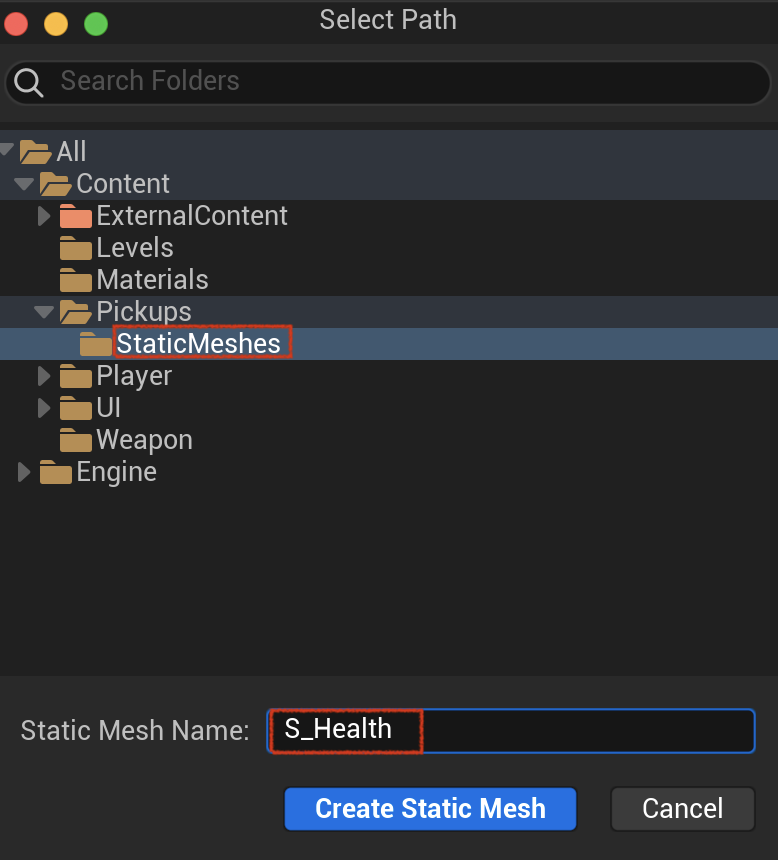 Select Path
Search Folders
All
Content
ExternalContent
Levels
Materials
Pickups
StaticMeshes
Player
UI
Weapon
Engine
Static Mesh Name: S_Health
Create Static Mesh Cancel